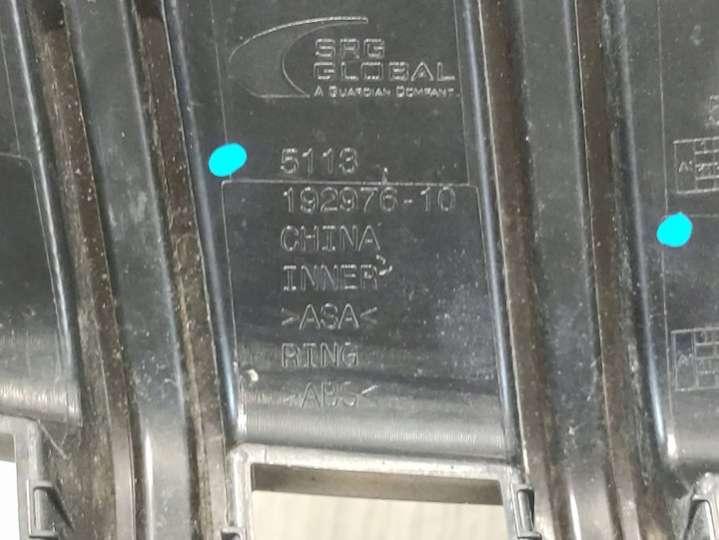 SRG
GLOBAL
A GUARDIAN COMPANY
5113
192976-10
CHINA
INNER
>ASA<
RING
>ABS<